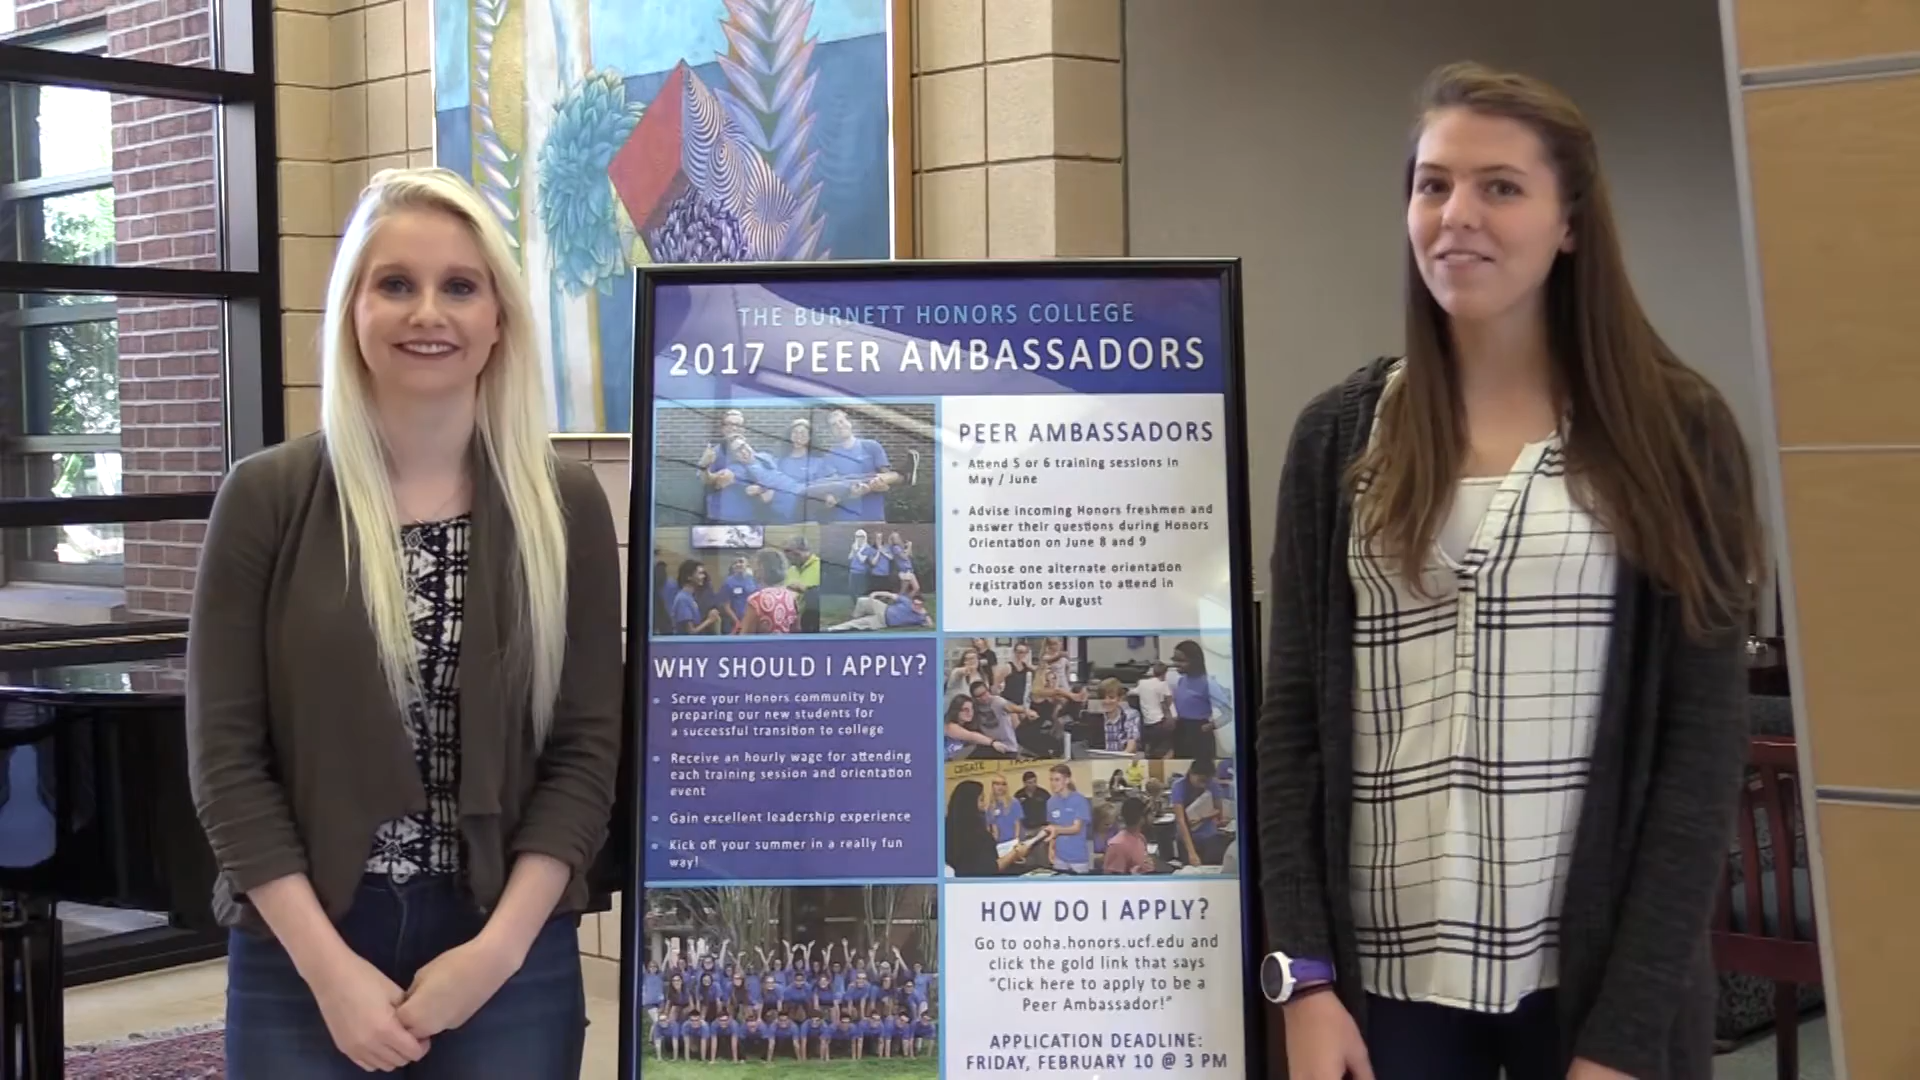 THE BURNETT HONORS COLLEGE
2017 PEER AMBASSADORS
PEER AMBASSADORS
Attend 5 or 6 training sessions in
May / June
Advise incoming Honors freshmen and
answer their questions during Honors
Orientation on June 8 and 9
Choose one alternate orientation
registration session to attend in
June, July, or August
WHY SHOULD I APPLY?
Serve your Honors community by
preparing our new students for
a successful transition to college
Receive an hourly wage for attending
each training session and orientation
event
Gain excellent leadership experience
Kick off your summer in a really fun
way!
CREATE
HOW DO I APPLY?
Go to ooha.honors.ucf.edu and
click the gold link that says
"Click here to apply to be a
Peer Ambassador!"
APPLICATION DEADLINE:
FRIDAY, FEBRUARY 10 @ 3 PM